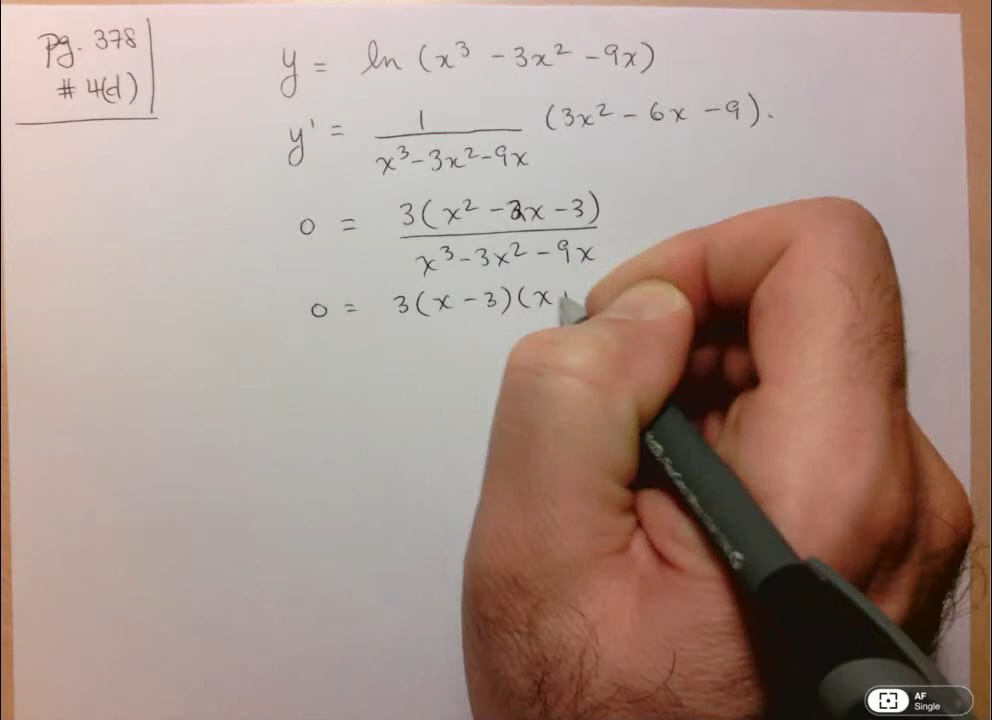 Pg. 378
# 4(d)
y = ln (x³ - 3x² - 9x)
y' = 1 / (x³ - 3x² - 9x) (3x² - 6x - 9).
0 = 3(x² - 2x - 3) / (x³ - 3x² - 9x)
0 = 3(x - 3)(x
AF
Single